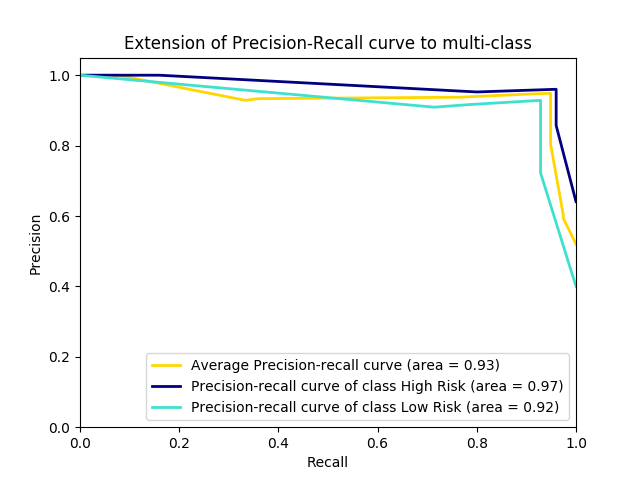 Extension of Precision-Recall curve to multi-class
1.0
0.8
0.6
0.4
0.2
0.0
Precision
Average Precision-recall curve (area = 0.93)
Precision-recall curve of class High Risk (area = 0.97)
Precision-recall curve of class Low Risk (area = 0.92)
0.0 0.2 0.4 0.6 0.8 1.0
Recall